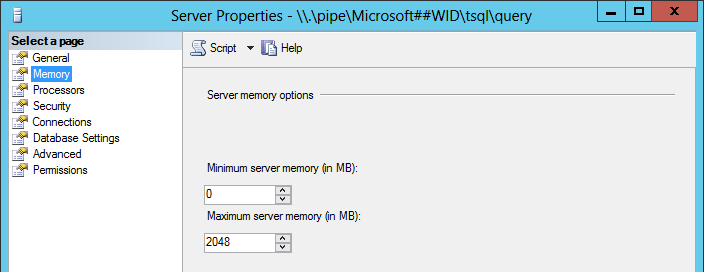 Server Properties - \\.\pipe\Microsoft##WID\tsql\query
Select a page
General
Memory
Processors
Security
Connections
Database Settings
Advanced
Permissions
Script
Help
Server memory options
Minimum server memory (in MB):
0
Maximum server memory (in MB):
2048